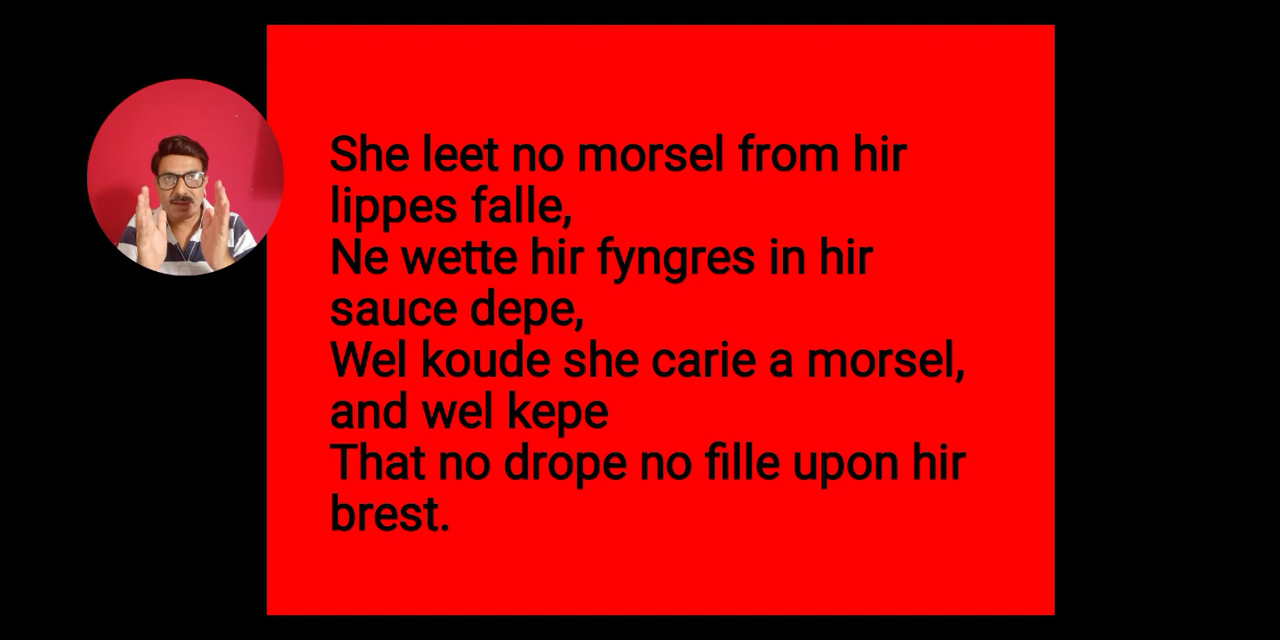 She leet no morsel from hir
lippes falle,
Ne wette hir fyngres in hir
sauce depe,
Wel koude she carie a morsel,
and wel kepe
That no drope no fille upon hir
brest.